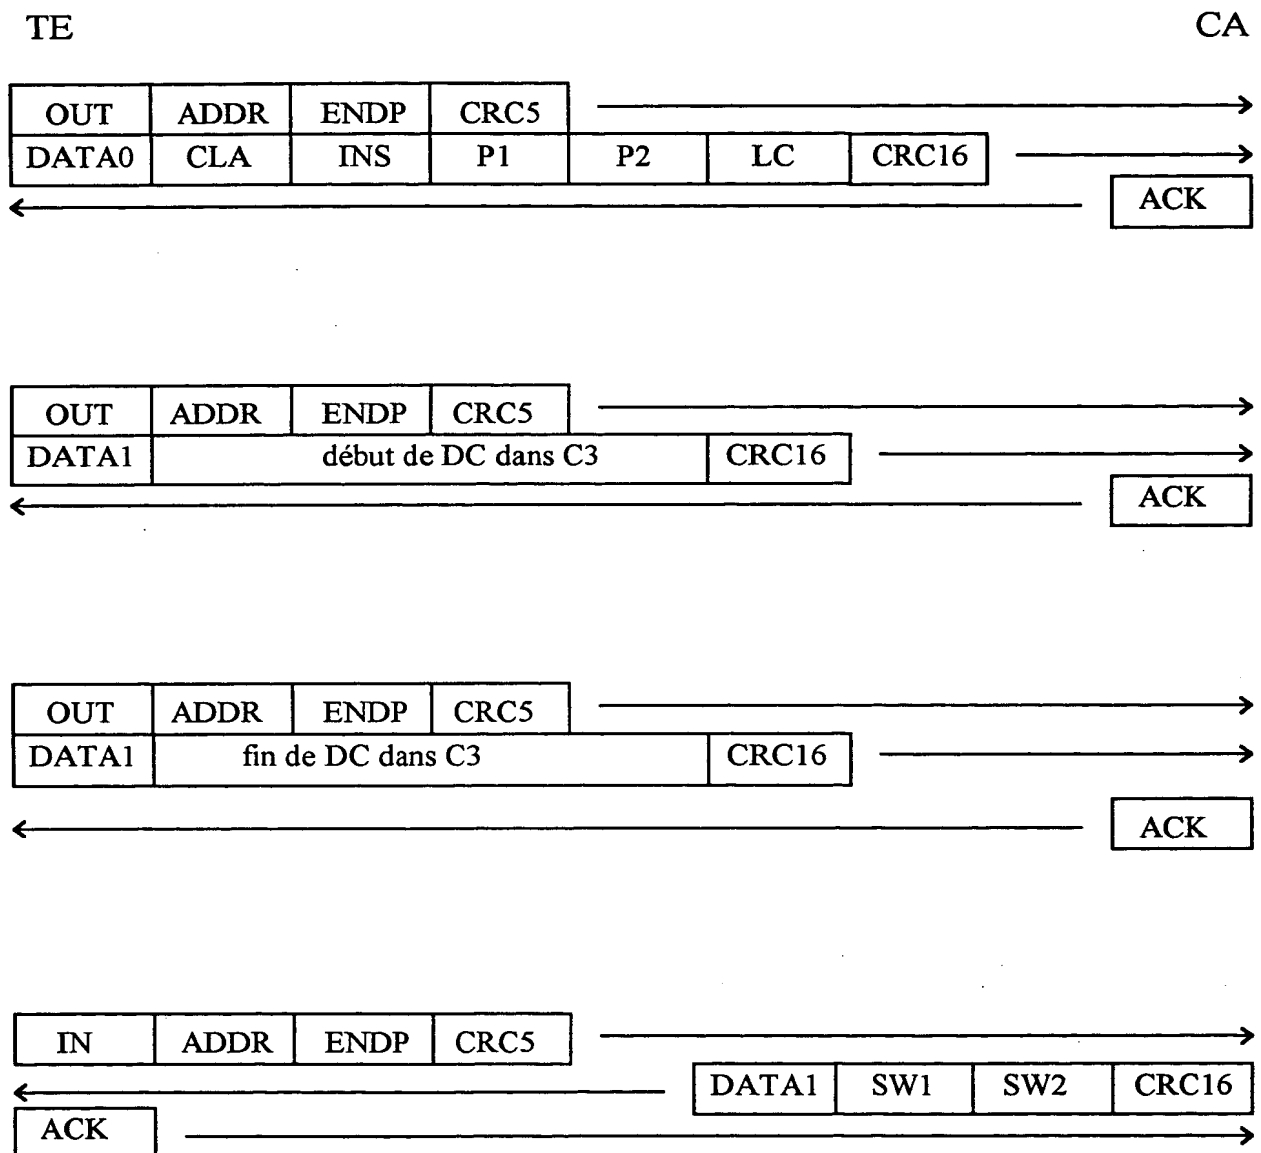 TE CA
OUT ADDR ENDP CRC5
DATA0 CLA INS P1 P2 LC CRC16
ACK
OUT ADDR ENDP CRC5
DATA1 début de DC dans C3 CRC16
ACK
OUT ADDR ENDP CRC5
DATA1 fin de DC dans C3 CRC16
ACK
IN ADDR ENDP CRC5
DATA1 SW1 SW2 CRC16
ACK